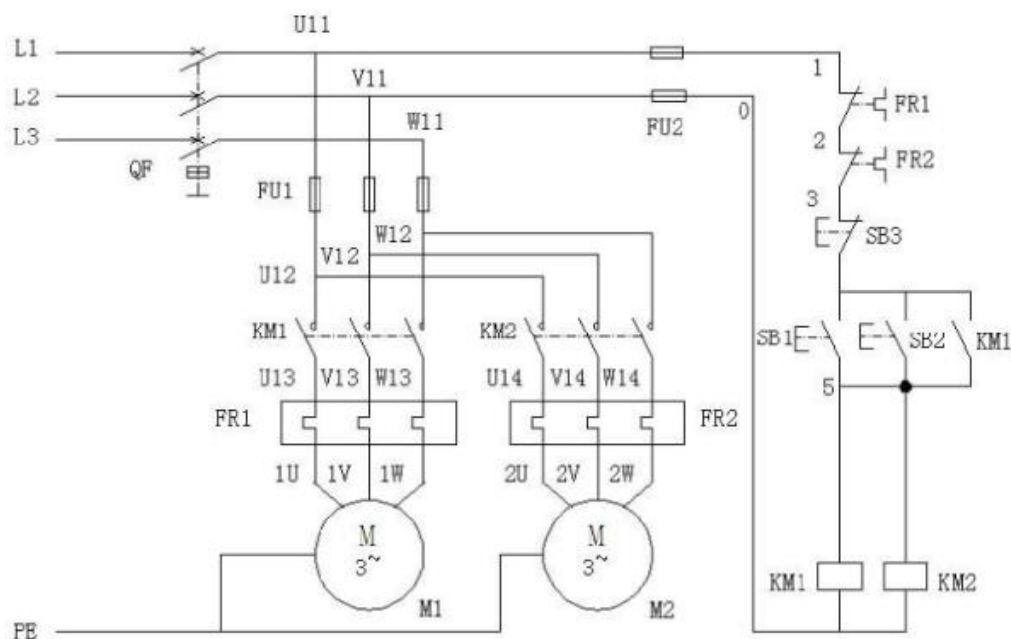 U11
L1
1
V11
L2
0
FR1
W11
FU2
L3
2
FR2
QF
FU1
3
W12
SB3
V12
U12
KM1
KM2
SB1
SB2
KM1
U13 V13 W13
U14 V14 W14
5
FR1
FR2
1U 1V 1W
2U 2V 2W
M
3~
M
3~
KM1
KM2
M1
M2
PE